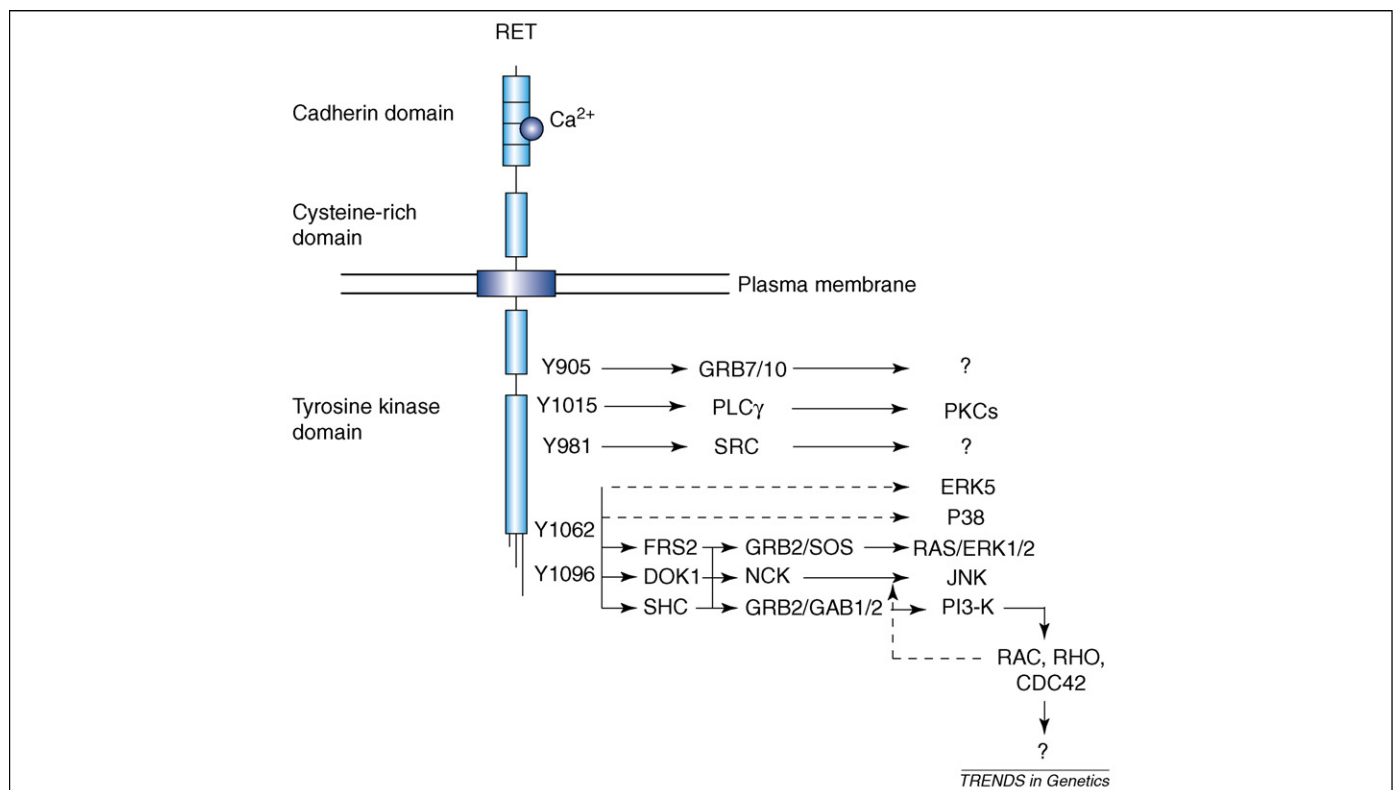 RET
Cadherin domain
Ca2+
Cysteine-rich
domain
Plasma membrane
Tyrosine kinase
domain
Y905 GRB7/10 ?
Y1015 PLCγ PKCs
Y981 SRC ?
ERK5
P38
Y1062
FRS2 GRB2/SOS RAS/ERK1/2
Y1096 DOK1 NCK JNK
SHC GRB2/GAB1/2 PI3-K
RAC, RHO,
CDC42
?
TRENDS in Genetics